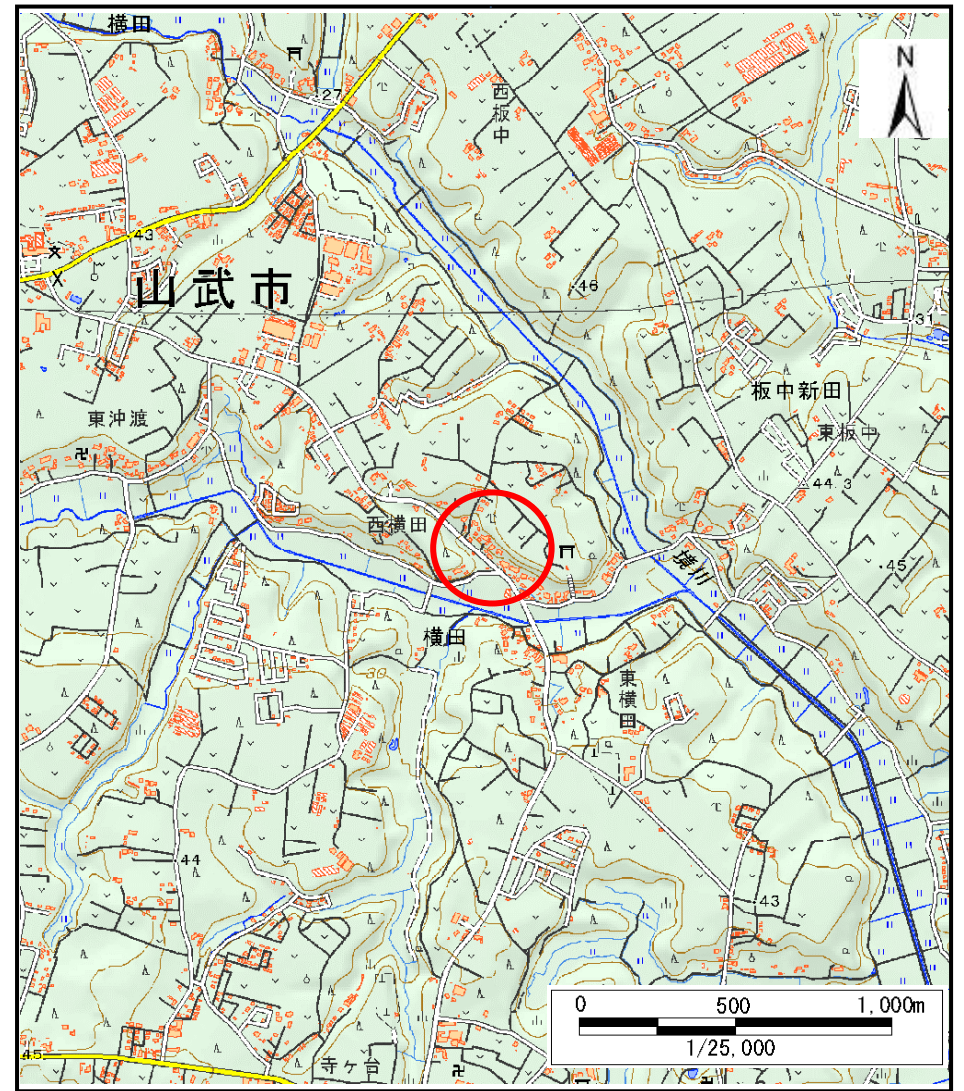 横田
27
西板中
N
43
山武市
46
31
板中新田
東沖渡
東板中
44.3
西横田
境川
45
横田
30
東横田
44
43
0 500 1,000m
1/25,000
45
寺ヶ台